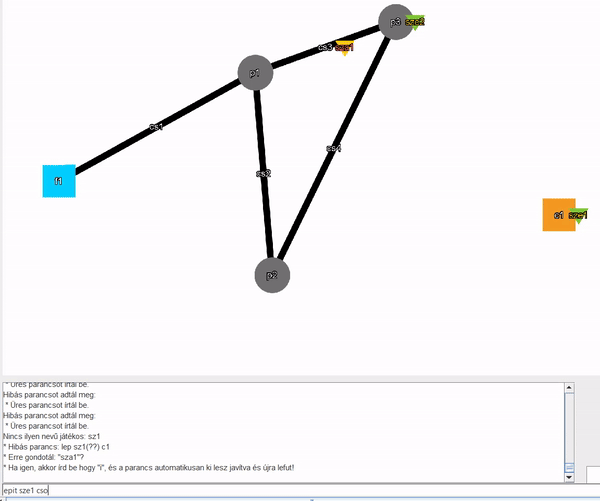 p3 sze2
cs3 sza1
p1
cs1
cs4
cs2
f1
c1 sze1
p2
* Üres parancsot írtál be.
Hibás parancsot adtál meg:
* Üres parancsot írtál be.
Hibás parancsot adtál meg:
* Üres parancsot írtál be.
Nincs ilyen nevű játékos: sz1
* Hibás parancs: lep sz1(??) c1
* Erre gondotál: "sza1"?
* Ha igen, akkor írd be hogy "i", és a parancs automatikusan ki lesz javítva és újra lefut!
epit sze1 cso